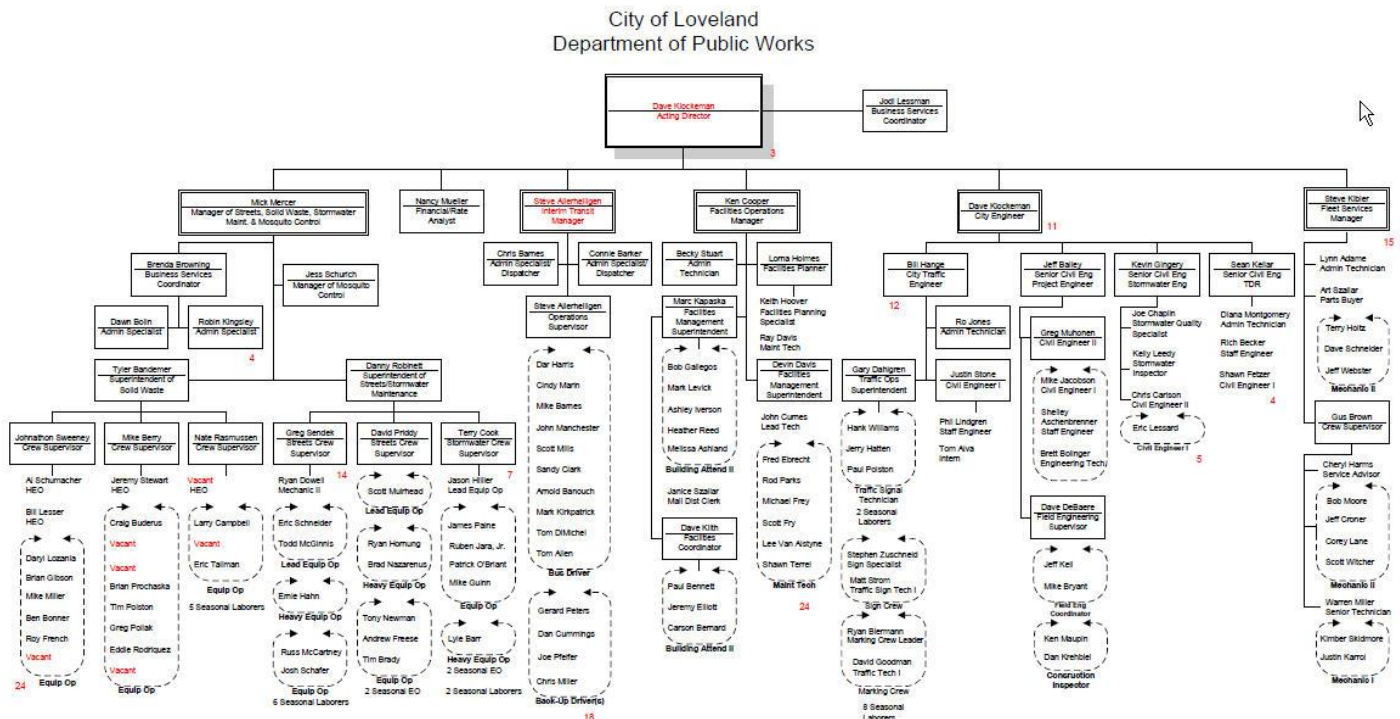 City of Loveland
Department of Public Works
Dave Klockeman
Acting Director
3
Jodi Lessman
Business Services
Coordinator
Mick Mercer
Manager of Streets, Solid Waste, Stormwater
Maint. & Mosquito Control
Nancy Mueller
Financial/Rate
Analyst
Steve Allerheiligen
Interim Transit
Manager
Ken Cooper
Facilities Operations
Manager
Dave Klockeman
City Engineer
11
Steve Kibler
Fleet Services
Manager
15
Brenda Browning
Business Services
Coordinator
Jess Schurich
Manager of Mosquito
Control
Dawn Bolin
Admin Specialist
Robin Kingsley
Admin Specialist
4
Tyler Bandemer
Superintendent of
Solid Waste
Danny Robinett
Superintendent of
Streets/Stormwater
Maintenance
Johnathon Sweeney
Crew Supervisor
Al Schumacher
HEO
Bill Lesser
HEO
Daryl Lozania
Brian Gibson
Mike Miller
Ben Bonner
Roy French
Vacant
Equip Op
24
Mike Berry
Crew Supervisor
Jeremy Stewart
HEO
Craig Buderus
Vacant
Vacant
Brian Prochaska
Tim Polston
Greg Pollak
Eddie Rodriquez
Vacant
Equip Op
Nate Rasmussen
Crew Supervisor
Vacant
HEO
Larry Campbell
Vacant
Eric Tallman
Equip Op
5 Seasonal Laborers
Greg Sendek
Streets Crew
Supervisor
14
Ryan Dowell
Mechanic II
Eric Schneider
Todd McGinnis
Lead Equip Op
Ernie Hahn
Heavy Equip Op
Russ McCartney
Josh Schafer
Equip Op
6 Seasonal Laborers
David Priddy
Streets Crew
Supervisor
Scott Muirhead
Lead Equip Op
Ryan Hornung
Brad Nazarenus
Heavy Equip Op
Tony Newman
Andrew Freese
Tim Brady
Equip Op
2 Seasonal EO
Terry Cook
Stormwater Crew
Supervisor
7
Jason Hiller
Lead Equip Op
James Paine
Ruben Jara, Jr.
Patrick O'Briant
Mike Guinn
Equip Op
Lyle Barr
Heavy Equip Op
2 Seasonal EO
2 Seasonal Laborers
Chris Barnes
Admin Specialist/
Dispatcher
Connie Barker
Admin Specialist/
Dispatcher
Steve Allerheiligen
Operations
Supervisor
Dar Harris
Cindy Marin
Mike Barnes
John Manchester
Scott Mills
Sandy Clark
Arnold Banouch
Mark Kirkpatrick
Tom DiMichel
Tom Allen
Bus Driver
Gerard Peters
Dan Cummings
Joe Pfeifer
Chris Miller
Back-Up Driver(s)
18
Becky Stuart
Admin
Technician
Lorna Holmes
Facilities Planner
Keith Hoover
Facilities Planning
Specialist
Ray Davis
Maint Tech
Marc Kapaska
Facilities
Management
Superintendent
Bob Gallegos
Mark Levick
Ashley Iverson
Heather Reed
Melissa Ashland
Building Attend II
Janice Szallar
Mail Dist Clerk
Dave Klith
Facilities
Coordinator
Paul Bennett
Jeremy Elliott
Carson Bernard
Building Attend II
Devin Davis
Facilities
Management
Superintendent
John Curnes
Lead Tech
Fred Ebrecht
Rod Parks
Michael Frey
Scott Fry
Lee Van Alstyne
Shawn Terrel
Maint Tech
24
Bill Hange
City Traffic
Engineer
12
Ro Jones
Admin Technician
Gary Dahlgren
Traffic Ops
Superintendent
Hank Williams
Jerry Hatten
Paul Polston
Traffic Signal
Technician
2 Seasonal
Laborers
Stephen Zuschneid
Sign Specialist
Matt Strom
Traffic Sign Tech I
Sign Crew
Ryan Biermann
Marking Crew Leader
David Goodman
Traffic Tech I
Marking Crew
8 Seasonal
Laborers
Justin Stone
Civil Engineer I
Phil Lindgren
Staff Engineer
Tom Alva
Intern
Jeff Bailey
Senior Civil Eng
Project Engineer
Greg Muhonen
Civil Engineer II
Mike Jacobson
Civil Engineer I
Shelley
Aschenbrenner
Staff Engineer
Brett Bolinger
Engineering Tech
Dave DeBaere
Field Engineering
Supervisor
Jeff Keil
Mike Bryant
Field Eng
Coordinator
Ken Maupin
Dan Krehbiel
Construction
Inspector
Kevin Gingery
Senior Civil Eng
Stormwater Eng
Joe Chaplin
Stormwater Quality
Specialist
Kelly Leedy
Stormwater
Inspector
Chris Carlson
Civil Engineer II
Eric Lessard
Civil Engineer I
5
Sean Kellar
Senior Civil Eng
TDR
Diana Montgomery
Admin Technician
Rich Becker
Staff Engineer
Shawn Fetzer
Civil Engineer I
4
Lynn Adame
Admin Technician
Art Szallar
Parts Buyer
Terry Holtz
Dave Schneider
Jeff Webster
Mechanic II
Gus Brown
Crew Supervisor
Cheryl Harms
Service Advisor
Bob Moore
Jeff Croner
Corey Lane
Scott Witcher
Mechanic II
Warren Miller
Senior Technician
Kimber Skidmore
Justin Karrol
Mechanic I